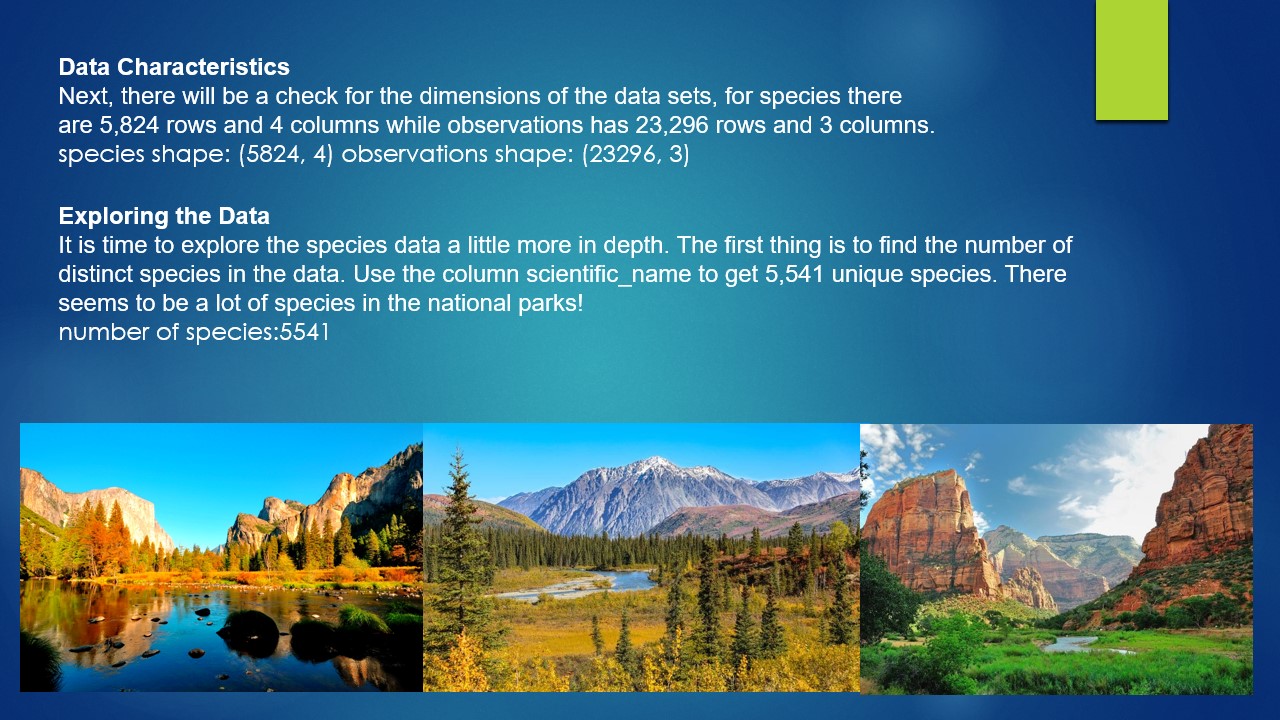 Data Characteristics
Next, there will be a check for the dimensions of the data sets, for species there
are 5,824 rows and 4 columns while observations has 23,296 rows and 3 columns.
species shape: (5824, 4) observations shape: (23296, 3)
Exploring the Data
It is time to explore the species data a little more in depth. The first thing is to find the number of
distinct species in the data. Use the column scientific_name to get 5,541 unique species. There
seems to be a lot of species in the national parks!
number of species:5541